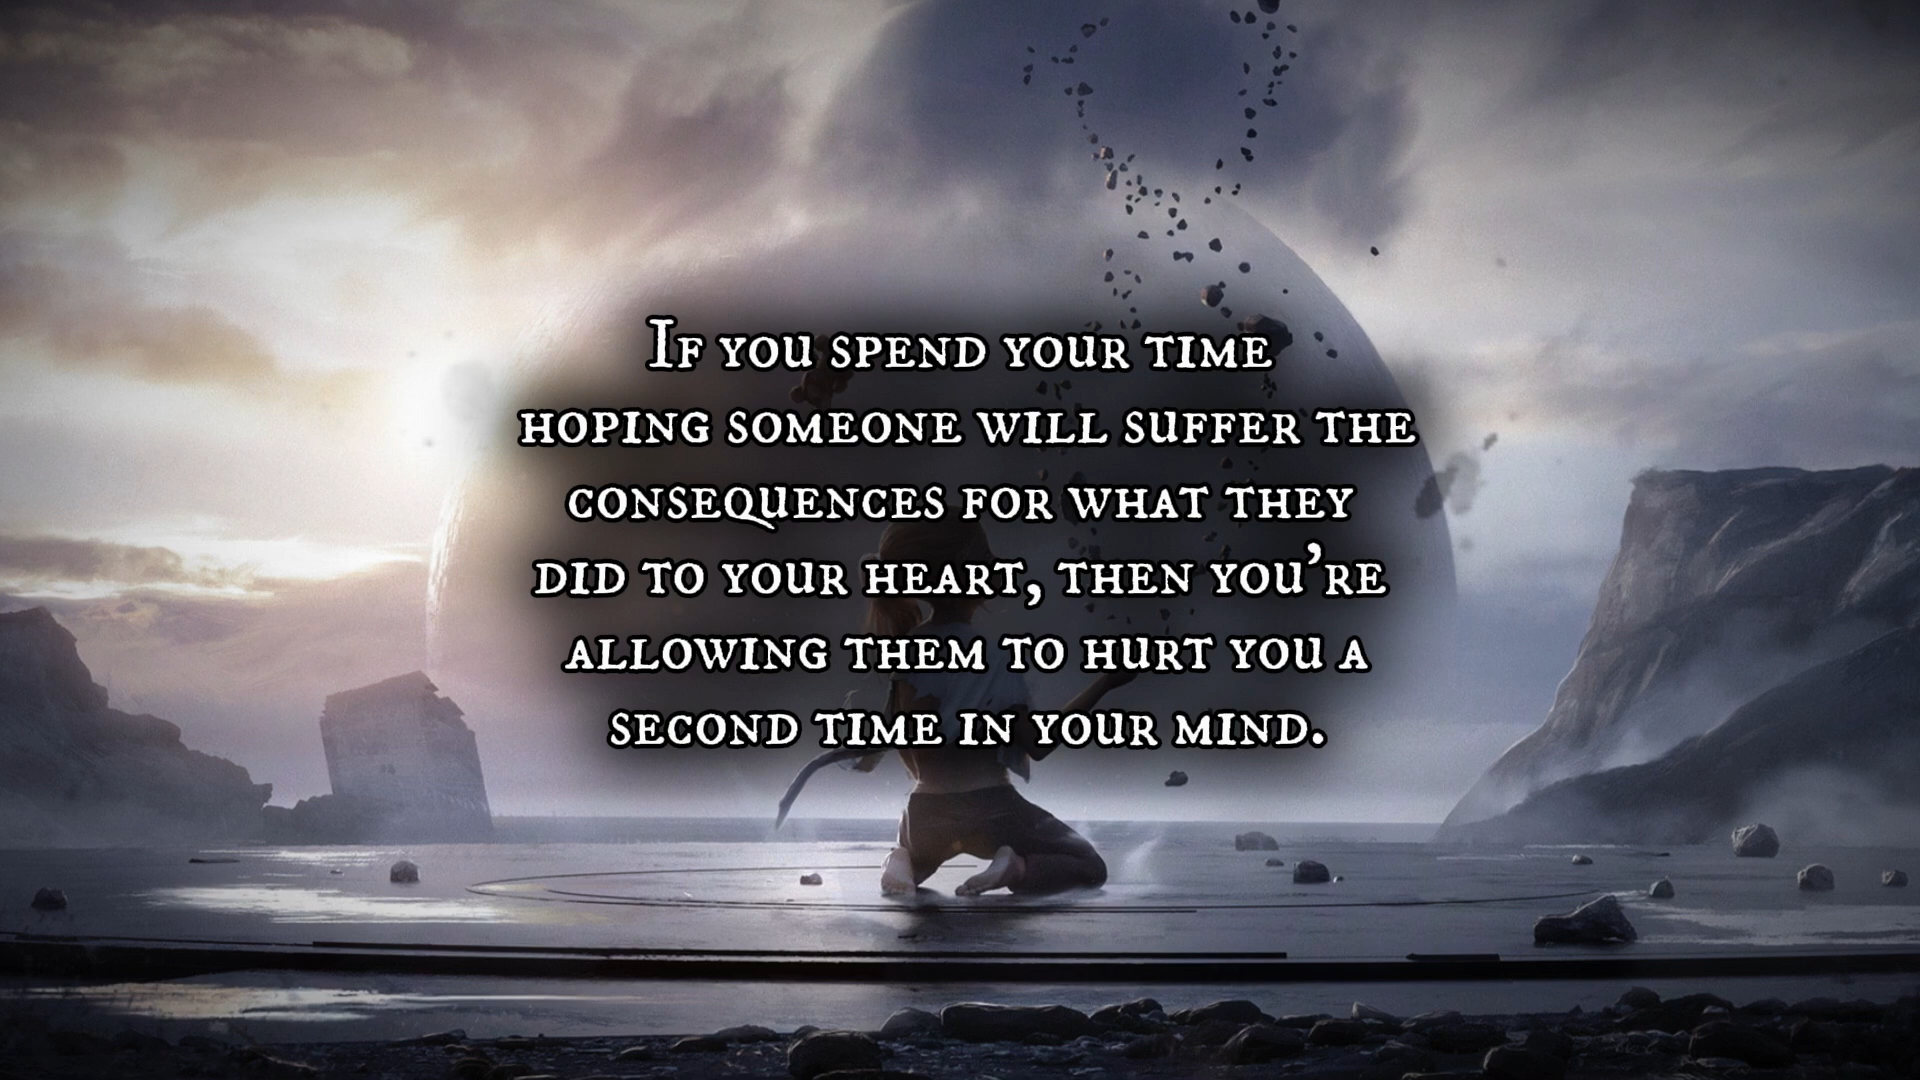 If you spend your time
hoping someone will suffer the
consequences for what they
did to your heart, then you're
allowing them to hurt you a
second time in your mind.